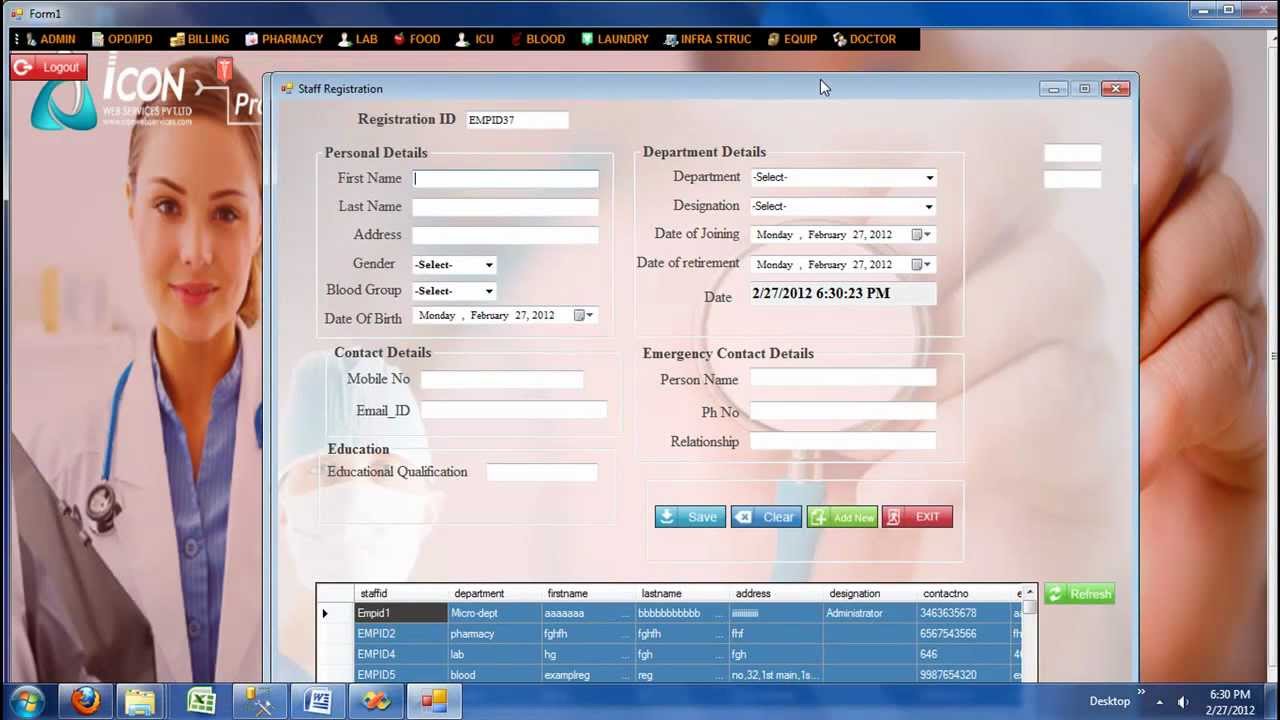 Form1
ADMIN OPD/IPD BILLING PHARMACY LAB FOOD ICU BLOOD LAUNDRY INFRA STRUC EQUIP DOCTOR
Logout
ICON
WEB SERVICES PVT.LTD
www.iconwebservices.com
Pro
Staff Registration
Registration ID EMPID37
Personal Details
First Name
Last Name
Address
Gender -Select-
Blood Group -Select-
Date Of Birth Monday , February 27, 2012
Department Details
Department -Select-
Designation -Select-
Date of Joining Monday , February 27, 2012
Date of retirement Monday , February 27, 2012
Date 2/27/2012 6:30:23 PM
Contact Details
Mobile No
Email_ID
Emergency Contact Details
Person Name
Ph No
Relationship
Education
Educational Qualification
Save Clear Add New EXIT
staffid department firstname lastname address designation contactno e
Empid1 Micro-dept aaaaaaa ... bbbbbbbbbbb ... Administrator 3463635678
EMPID2 pharmacy fghfh ... fghfh ... fhf 6567543566 fh
EMPID4 lab hg ... fgh ... fgh 646
EMPID5 blood examplreg ... reg ... no,32,1st main,1s... 9987654320
Refresh
Desktop
6:30 PM
2/27/2012